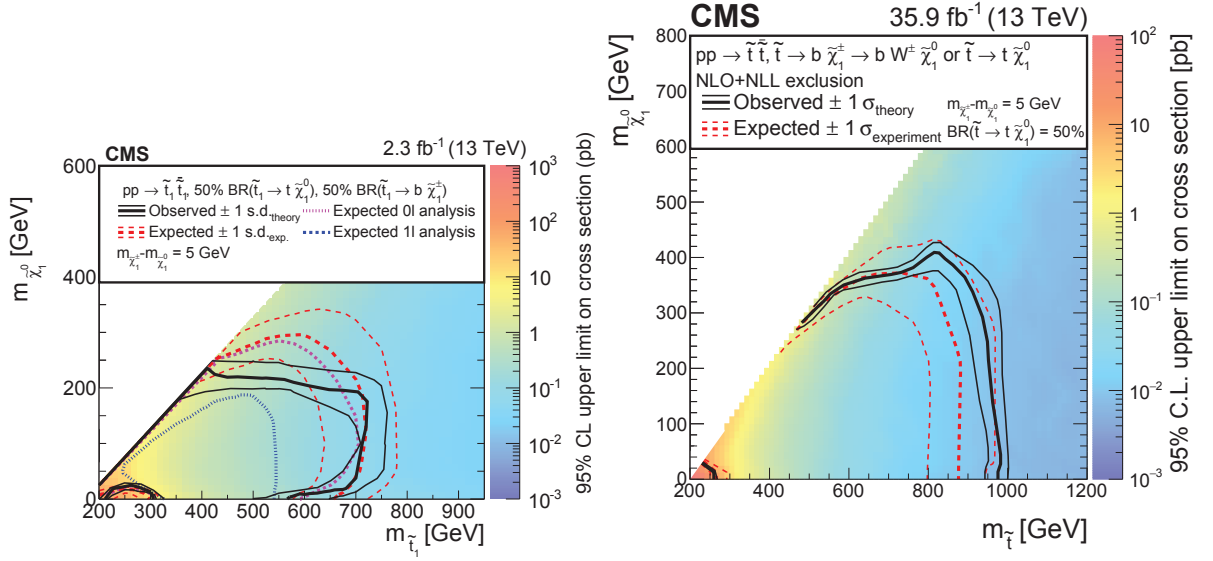 CMS
2.3 fb⁻¹ (13 TeV)
pp → t̃₁ t̃̄₁, 50% BR(t̃₁→ t χ̃₁⁰), 50% BR(t̃₁→ b χ̃₁±)
Observed ± 1 s.d.theory
Expected 0l analysis
Expected ± 1 s.d.exp.
Expected 1l analysis
m_χ̃₁± - m_χ̃₁⁰ = 5 GeV
m_χ̃₁⁰ [GeV]
600
400
200
0
200 300 400 500 600 700 800 900
m_t̃₁ [GeV]
10³
10²
10
1
10⁻¹
10⁻²
10⁻³
95% CL upper limit on cross section (pb)
CMS
35.9 fb⁻¹ (13 TeV)
pp → t̃ t̃̄, t̃ → b χ̃₁± → b W± χ̃₁⁰ or t̃ → t χ̃₁⁰
NLO+NLL exclusion
Observed ± 1 σtheory
m_χ̃₁± - m_χ̃₁⁰ = 5 GeV
Expected ± 1 σexperiment
BR(t̃ → t χ̃₁⁰) = 50%
m_χ̃₁⁰ [GeV]
800
700
600
500
400
300
200
100
0
200 400 600 800 1000 1200
m_t̃ [GeV]
10²
10
1
10⁻¹
10⁻²
10⁻³
95% C.L. upper limit on cross section [pb]